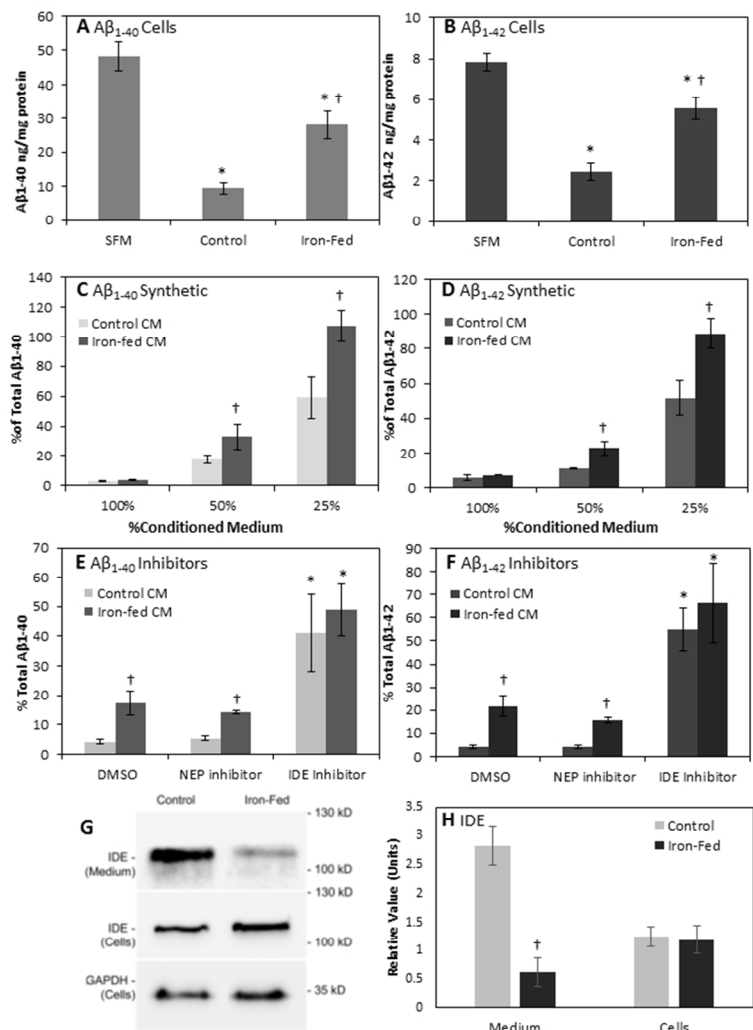 A Aβ1-40 Cells
Aβ1-40 ng/mg protein
60
50
40
30
20
10
0
*
* †
SFM Control Iron-Fed
B Aβ1-42 Cells
Aβ1-42 ng/mg protein
10
8
6
4
2
0
*
* †
SFM Control Iron-Fed
C Aβ1-40 Synthetic
Control CM
Iron-fed CM
%of Total Aβ1-40
140
120
100
80
60
40
20
0
†
†
100% 50% 25%
%Conditioned Medium
D Aβ1-42 Synthetic
Control CM
Iron-fed CM
%of Total Aβ1-42
120
100
80
60
40
20
0
†
†
100% 50% 25%
%Conditioned Medium
E Aβ1-40 Inhibitors
Control CM
Iron-fed CM
% Total Aβ1-40
70
60
50
40
30
20
10
0
†
†
* *
DMSO NEP inhibitor IDE Inhibitor
F Aβ1-42 Inhibitors
Control CM
Iron-fed CM
% Total Aβ1-42
90
80
70
60
50
40
30
20
10
0
†
†
* *
DMSO NEP inhibitor IDE Inhibitor
G
Control Iron-Fed
- 130 kD
IDE -
(Medium)
- 100 kD
- 130 kD
IDE -
(Cells)
- 100 kD
GAPDH -
(Cells)
- 35 kD
H IDE
Control
Iron-Fed
Relative Value (Units)
3.5
3
2.5
2
1.5
1
0.5
0
†
Medium Cells